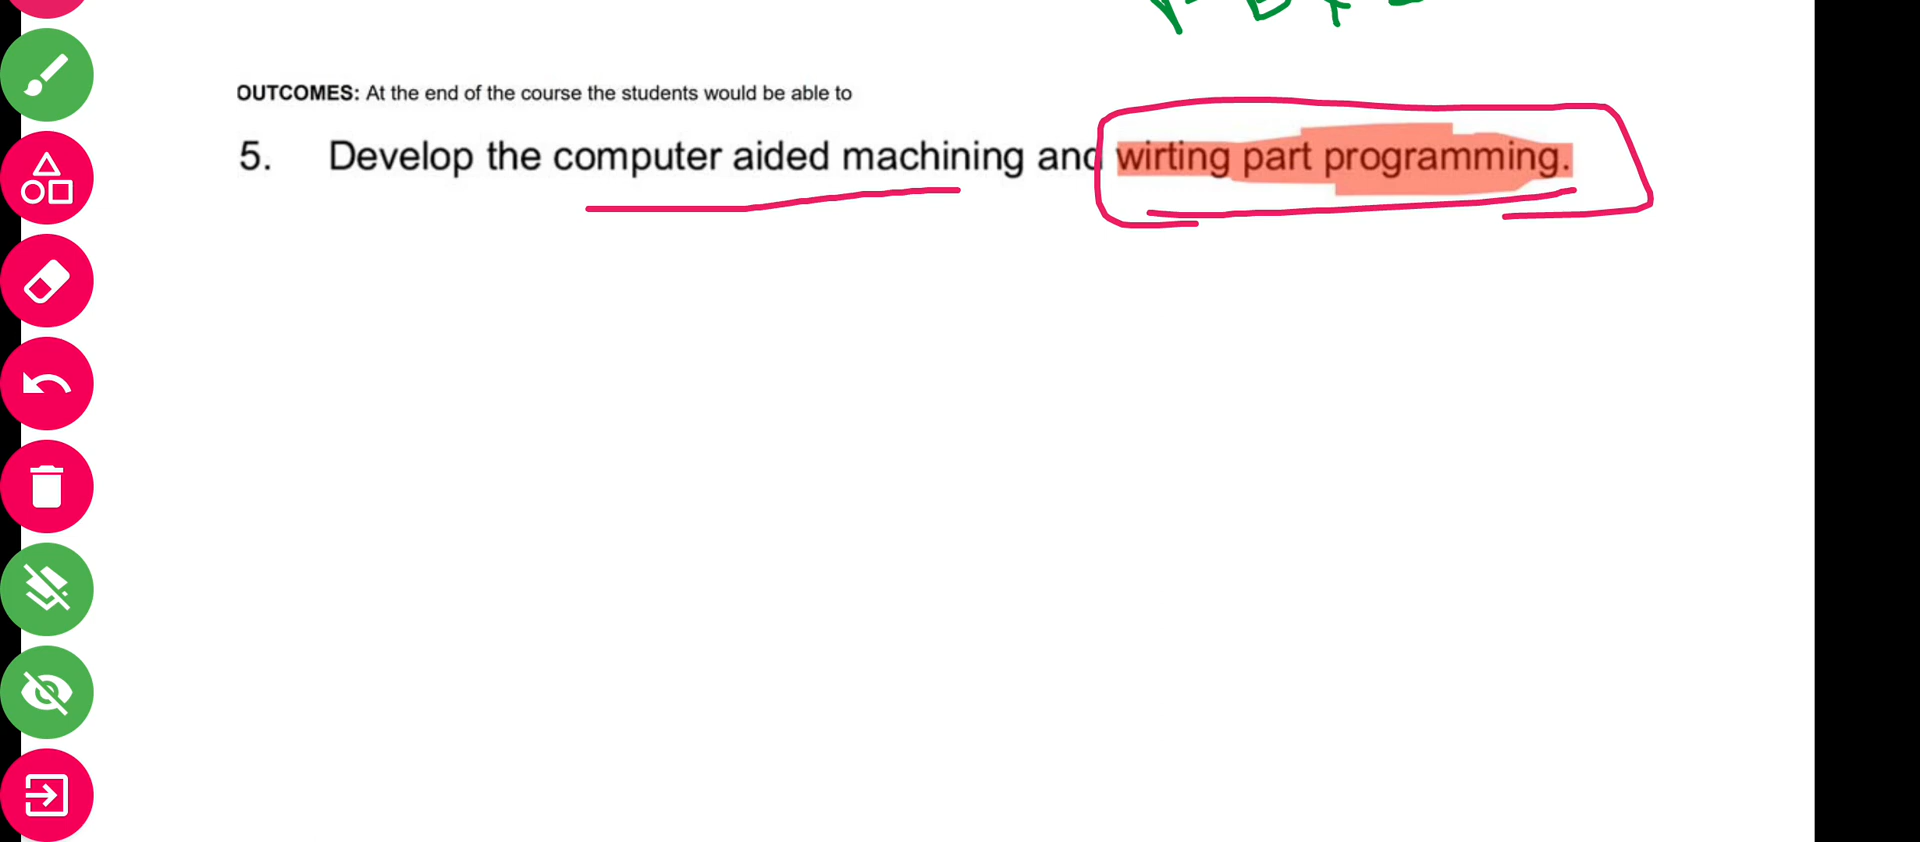 OUTCOMES: At the end of the course the students would be able to
5. Develop the computer aided machining and wirting part programming.